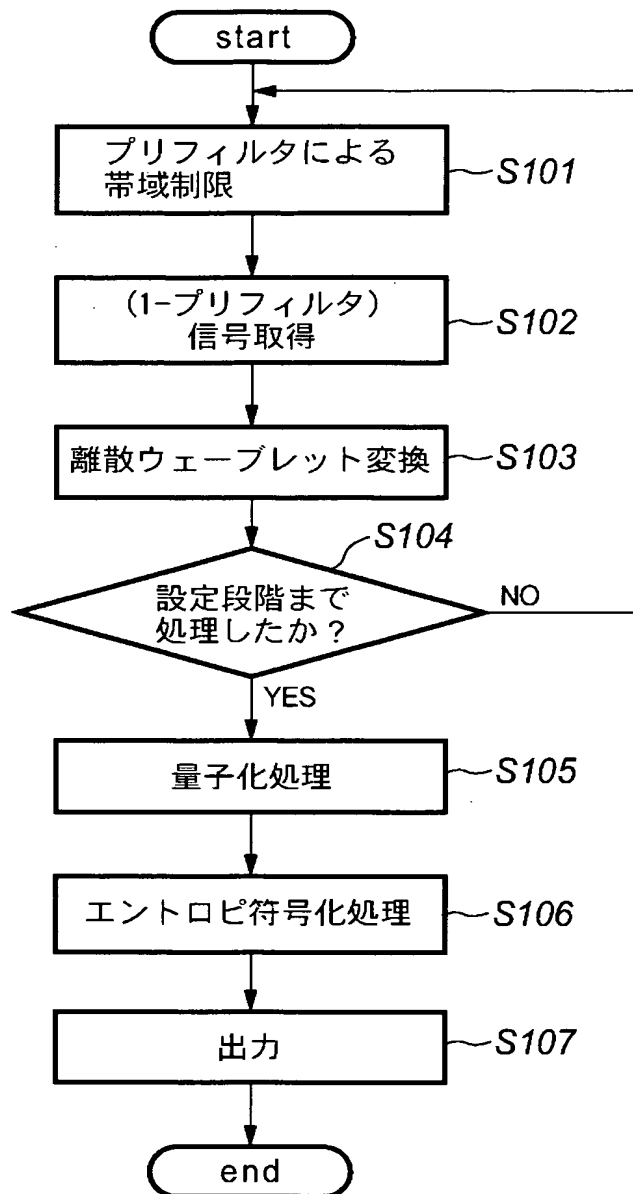 start
プリフィルタによる
帯域制限
S101
(1-プリフィルタ)
信号取得
S102
離散ウェーブレット変換
S103
S104
設定段階まで
処理したか?
NO
YES
量子化処理
S105
エントロピ符号化処理
S106
出力
S107
end